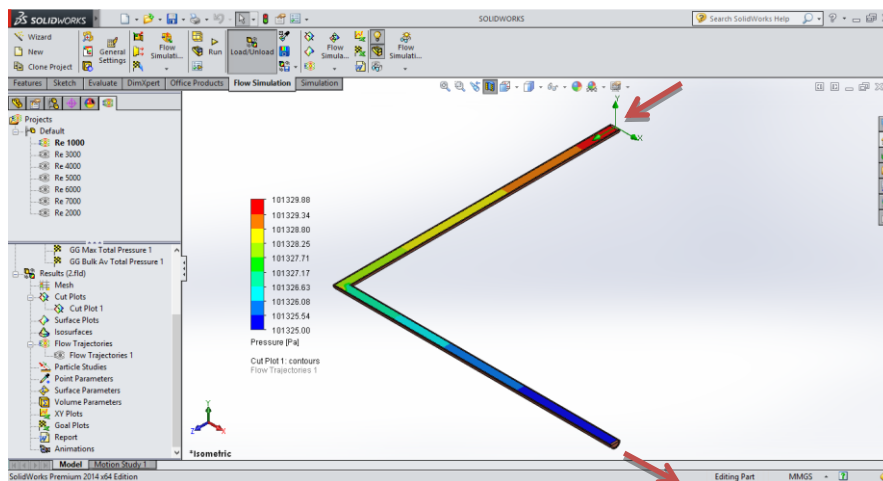 SOLIDWORKS
SOLIDWORKS
Search SolidWorks Help
Wizard
New
Clone Project
General Settings
Flow Simulati...
Run
Load/Unload
Flow Simula...
Flow Simulati...
Features Sketch Evaluate DimXpert Office Products Flow Simulation Simulation
Projects
Default
Re 1000
Re 3000
Re 4000
Re 5000
Re 6000
Re 7000
Re 2000
GG Max Total Pressure 1
GG Bulk Av Total Pressure 1
Results (2.fld)
Mesh
Cut Plots
Cut Plot 1
Surface Plots
Isosurfaces
Flow Trajectories
Flow Trajectories 1
Particle Studies
Point Parameters
Surface Parameters
Volume Parameters
XY Plots
Goal Plots
Report
Animations
Y
X
101329.88
101329.34
101328.80
101328.25
101327.71
101327.17
101326.63
101326.08
101325.54
101325.00
Pressure [Pa]
Cut Plot 1: contours
Flow Trajectories 1
Y
Z
X
*Isometric
Model Motion Study 1
SolidWorks Premium 2014 x64 Edition
Editing Part
MMGS